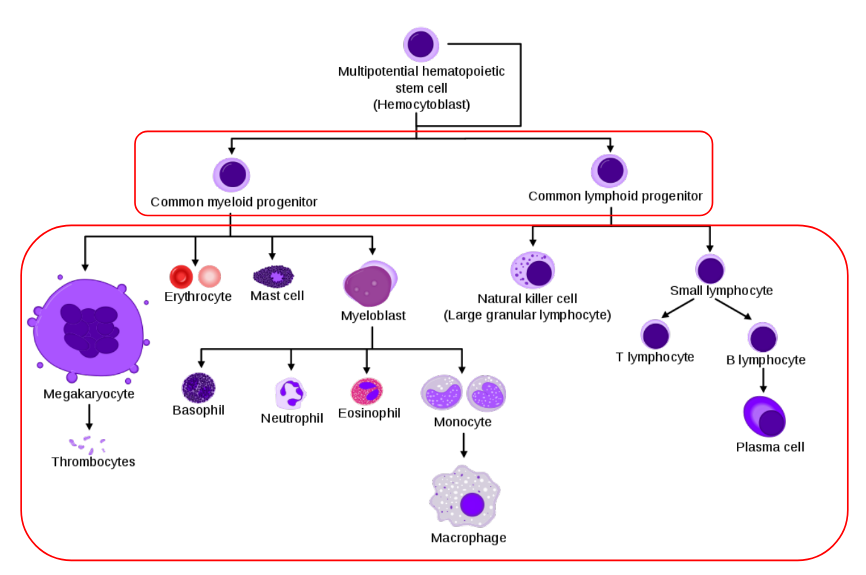 Multipotential hematopoietic
stem cell
(Hemocytoblast)
Common myeloid progenitor
Common lymphoid progenitor
Erythrocyte
Mast cell
Myeloblast
Natural killer cell
(Large granular lymphocyte)
Small lymphocyte
T lymphocyte
B lymphocyte
Megakaryocyte
Basophil
Neutrophil
Eosinophil
Monocyte
Plasma cell
Thrombocytes
Macrophage